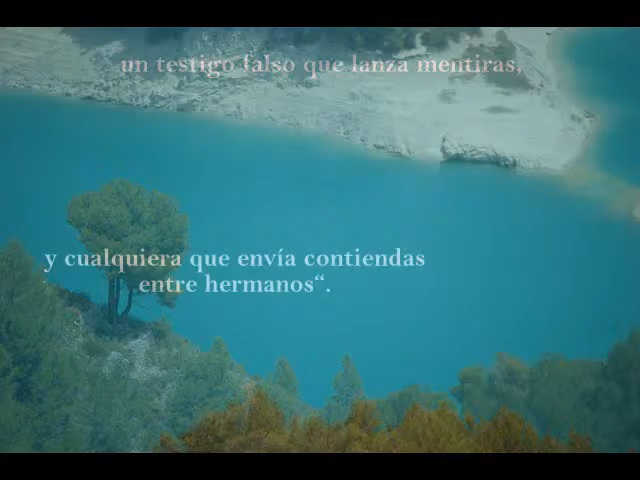 un testigo falso que lanza mentiras,
y cualquiera que envía contiendas
entre hermanos“.